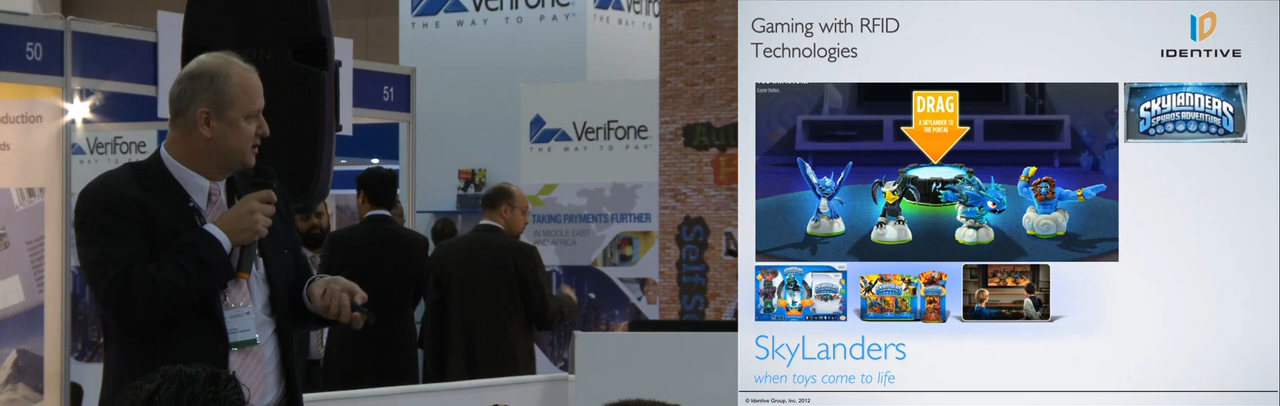 50
51
VeriFone
THE WAY TO PAY
VeriFone
VeriFone
THE WAY TO PAY
VeriFone
THE WAY TO PAY
TAKING PAYMENTS FURTHER
IN MIDDLE EAST
AND AFRICA
Self S
Gaming with RFID
Technologies
IDENTIVE
DRAG
A SKYLANDER TO
THE PORTAL
SKYLANDERS
SPYRO'S ADVENTURE
SkyLanders
when toys come to life
© Identive Group, Inc. 2012